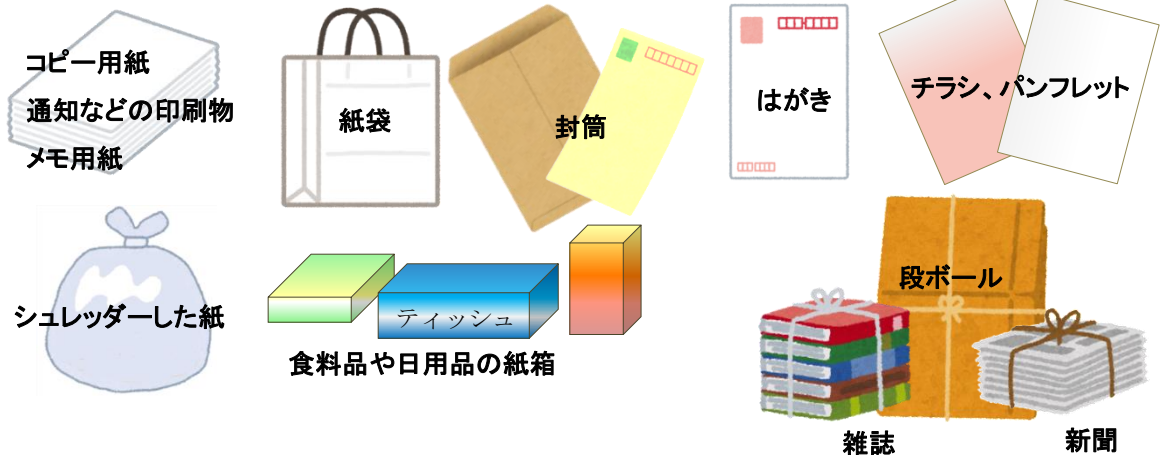 コピー用紙
通知などの印刷物
メモ用紙
紙袋
封筒
はがき
チラシ、パンフレット
シュレッダーした紙
ティッシュ
食料品や日用品の紙箱
段ボール
雑誌
新聞